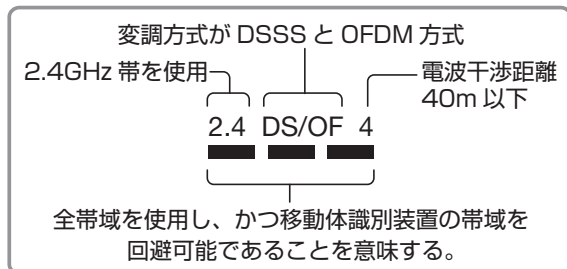 変調方式が DSSS と OFDM 方式
2.4GHz 帯を使用
電波干渉距離
40m 以下
2.4 DS/OF 4
全帯域を使用し、かつ移動体識別装置の帯域を
回避可能であることを意味する。